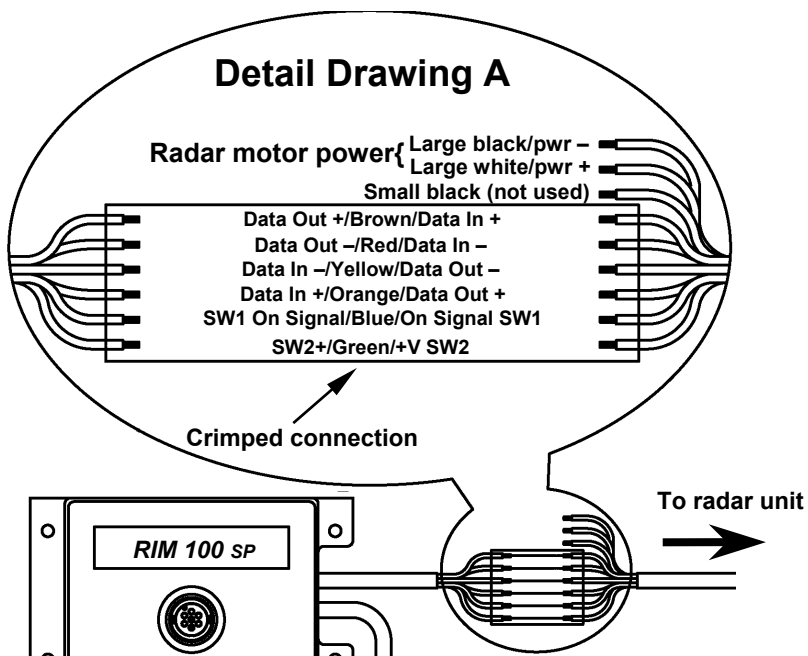 Detail Drawing A
Radar motor power{ Large black/pwr –
Large white/pwr +
Small black (not used)
Data Out +/Brown/Data In +
Data Out –/Red/Data In –
Data In –/Yellow/Data Out –
Data In +/Orange/Data Out +
SW1 On Signal/Blue/On Signal SW1
SW2+/Green/+V SW2
Crimped connection
To radar unit
RIM 100 SP